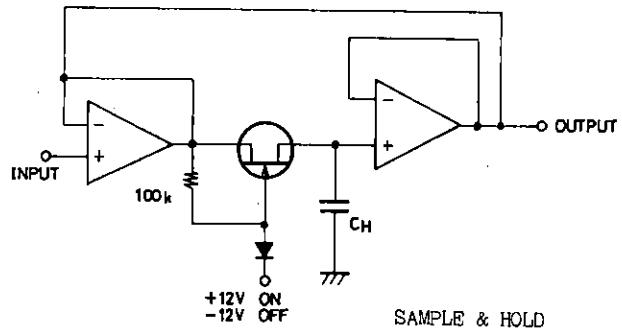 −
+
INPUT
100k
−
+
OUTPUT
CH
+12V ON
−12V OFF
SAMPLE & HOLD